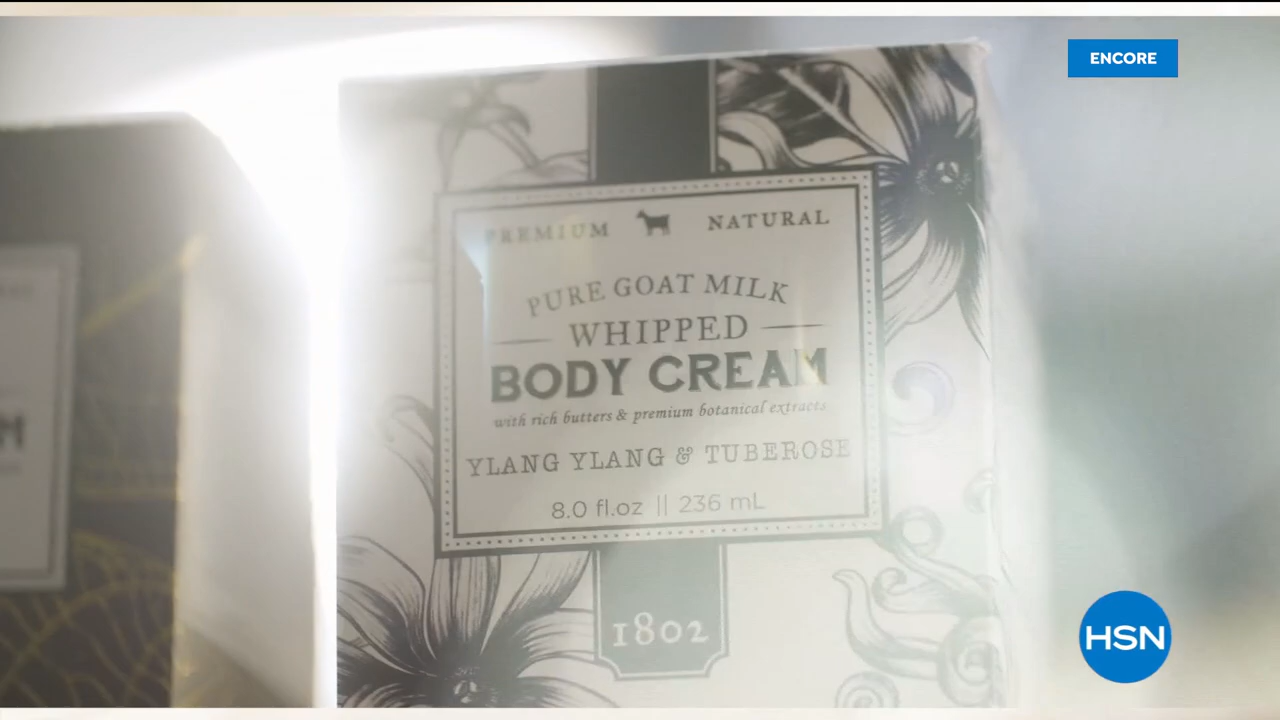 ENCORE
PREMIUM NATURAL
PURE GOAT MILK
WHIPPED
BODY CREAM
with rich butters & premium botanical extracts
YLANG YLANG & TUBEROSE
8.0 fl.oz || 236 mL
1802
H
HSN